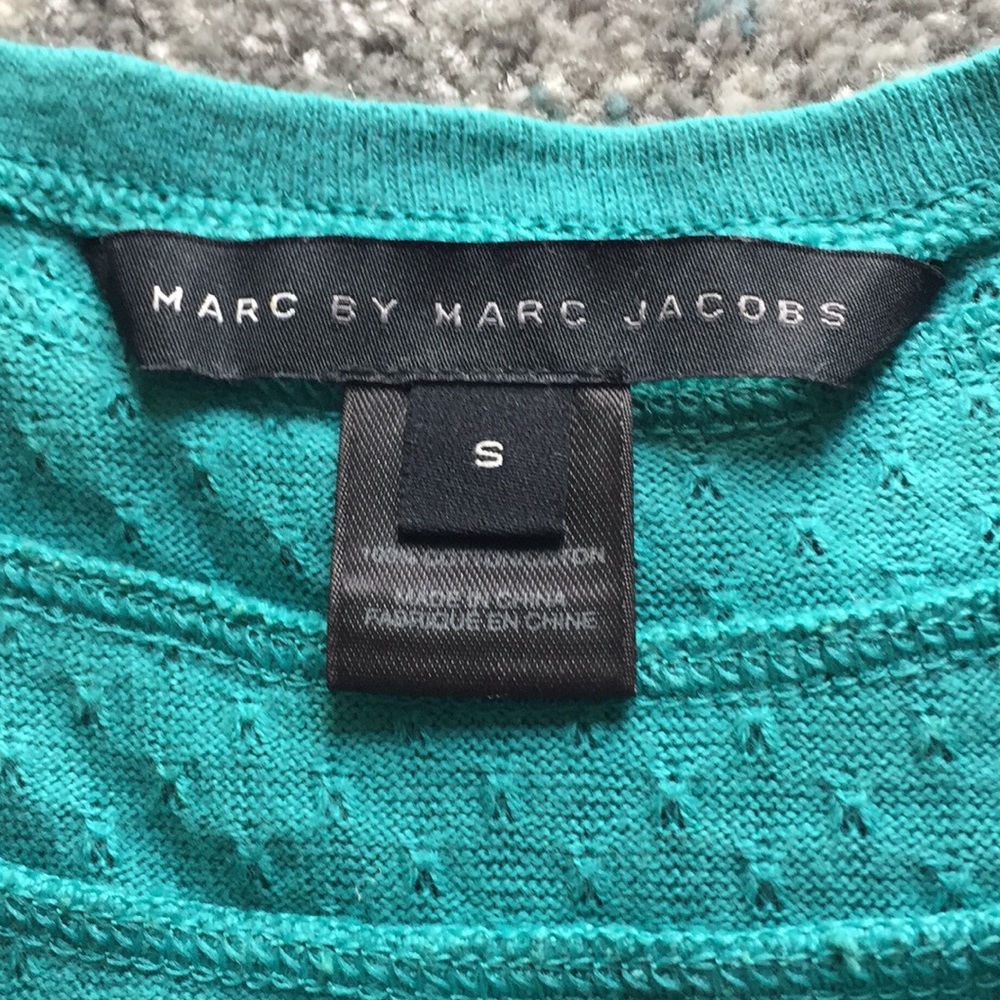 MARC BY MARC JACOBS
S
MADE IN CHINA
FABRIQUE EN CHINE